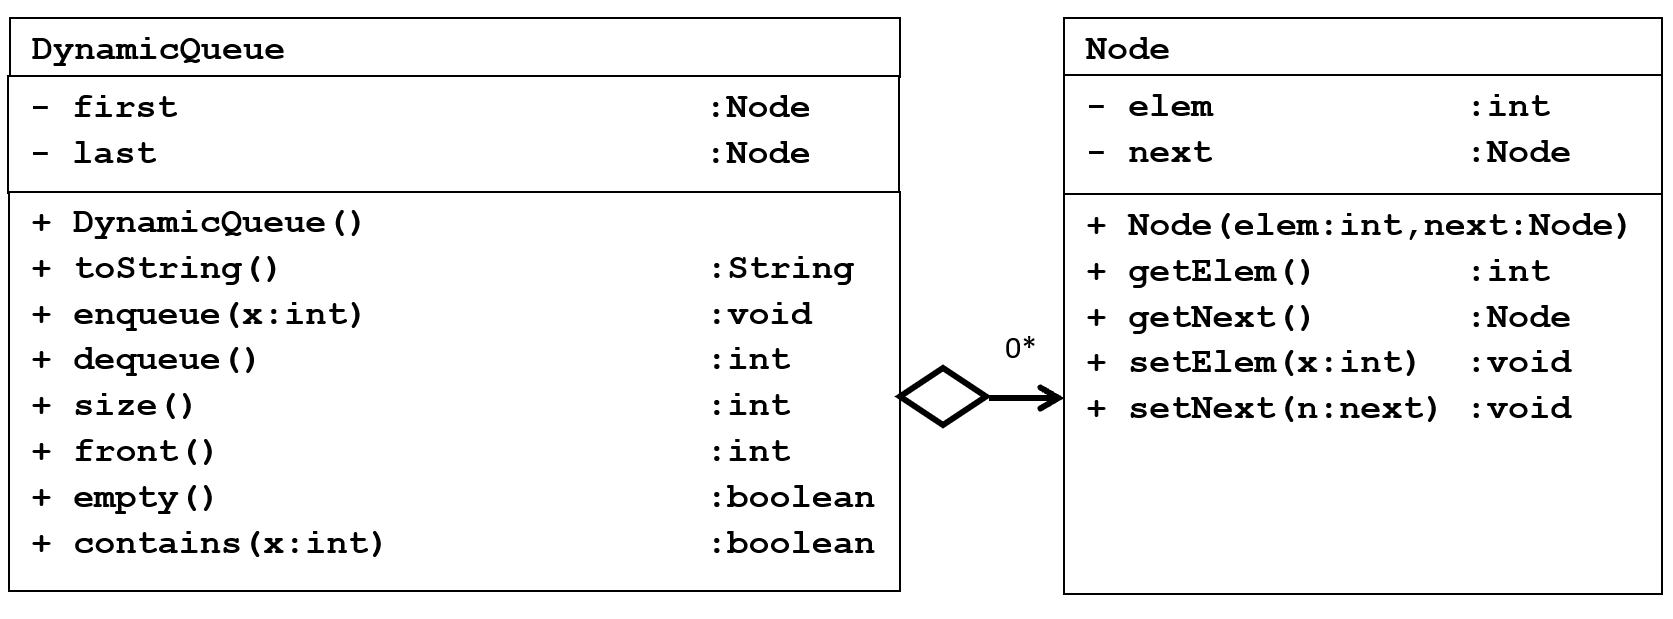 DynamicQueue
- first :Node
- last :Node
+ DynamicQueue()
+ toString() :String
+ enqueue(x:int) :void
+ dequeue() :int
+ size() :int
+ front() :int
+ empty() :boolean
+ contains(x:int) :boolean
0*
Node
- elem :int
- next :Node
+ Node(elem:int,next:Node)
+ getElem() :int
+ getNext() :Node
+ setElem(x:int) :void
+ setNext(n:next) :void